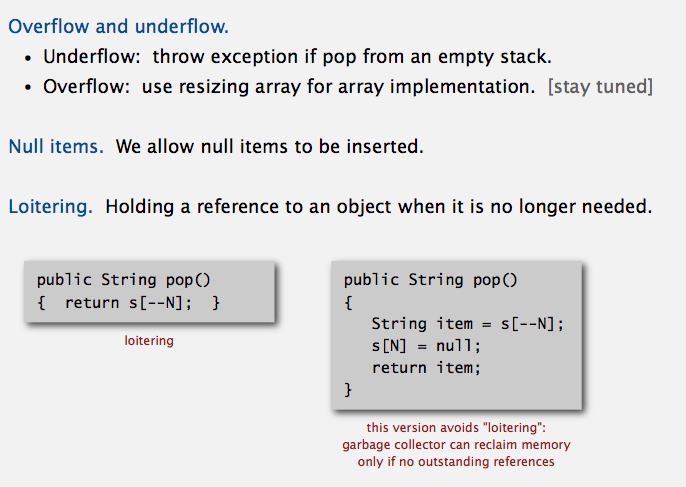 Overflow and underflow.
• Underflow: throw exception if pop from an empty stack.
• Overflow: use resizing array for array implementation. [stay tuned]
Null items. We allow null items to be inserted.
Loitering. Holding a reference to an object when it is no longer needed.
public String pop()
{ return s[--N]; }
loitering
public String pop()
{
String item = s[--N];
s[N] = null;
return item;
}
this version avoids "loitering":
garbage collector can reclaim memory
only if no outstanding references